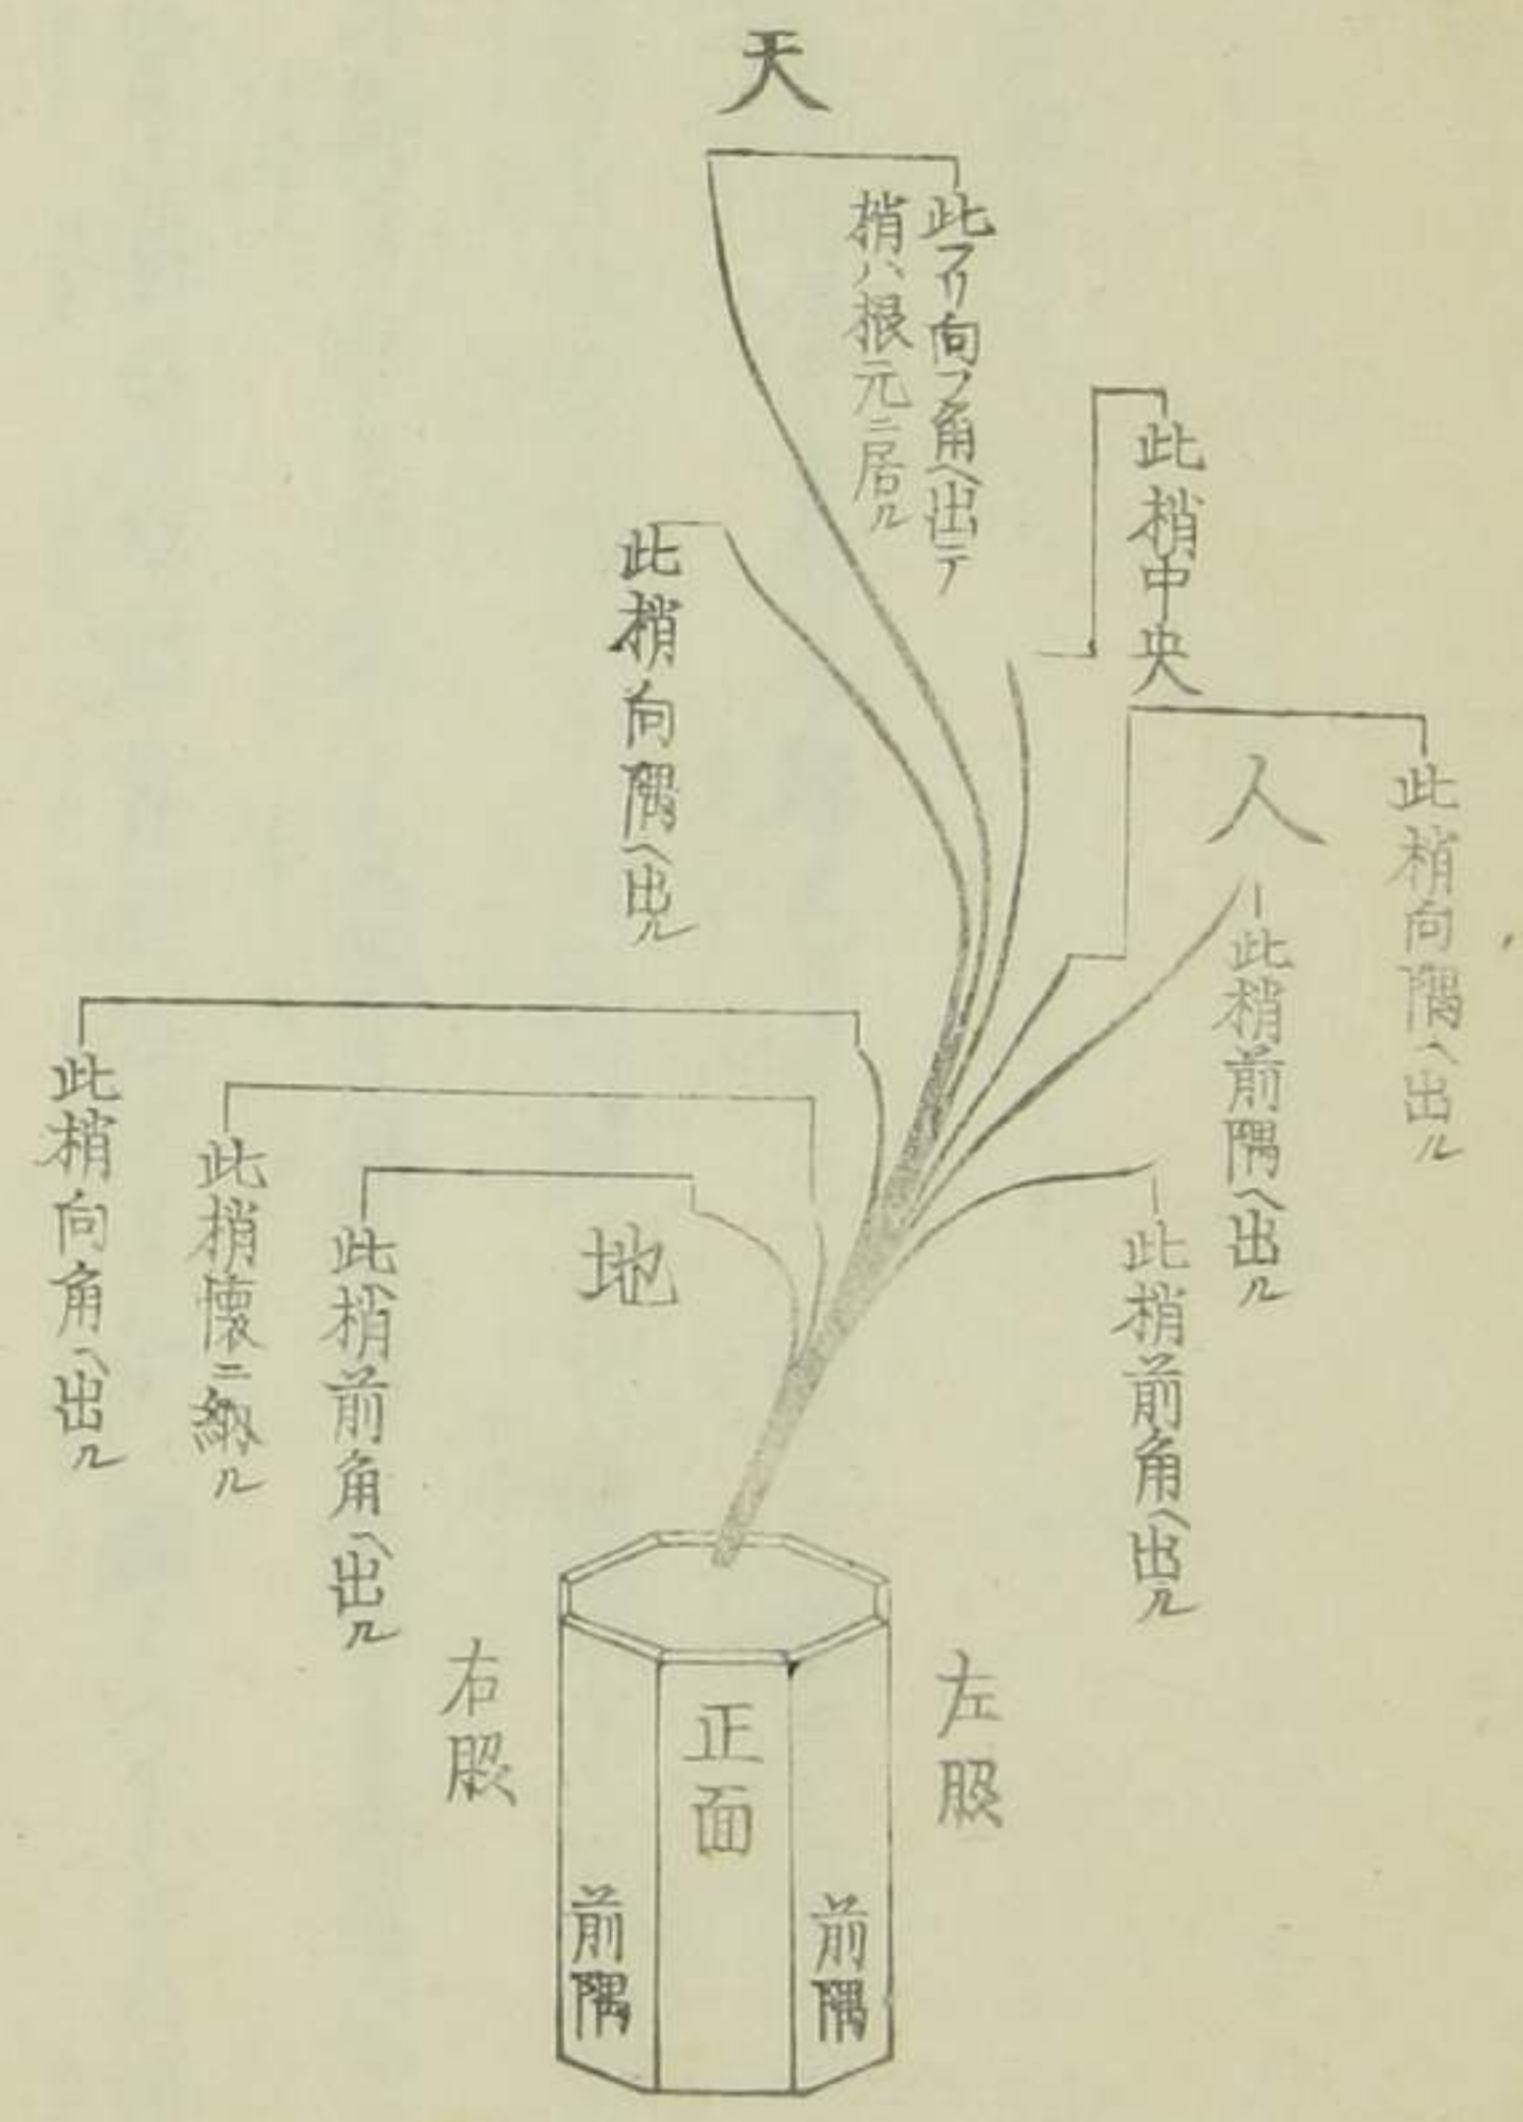 天
此フリ向フ角ヘ出テ
梢ハ根元ニ居ル
此梢中央
此梢向隅ヘ出ル
人
此梢向隅ヘ出ル
此梢前隅ヘ出ル
此梢前角ヘ出ル
地
此梢前角ヘ出ル
此梢懐ニ納ル
此梢向角ヘ出ル
左
右
正面
前隅
前隅